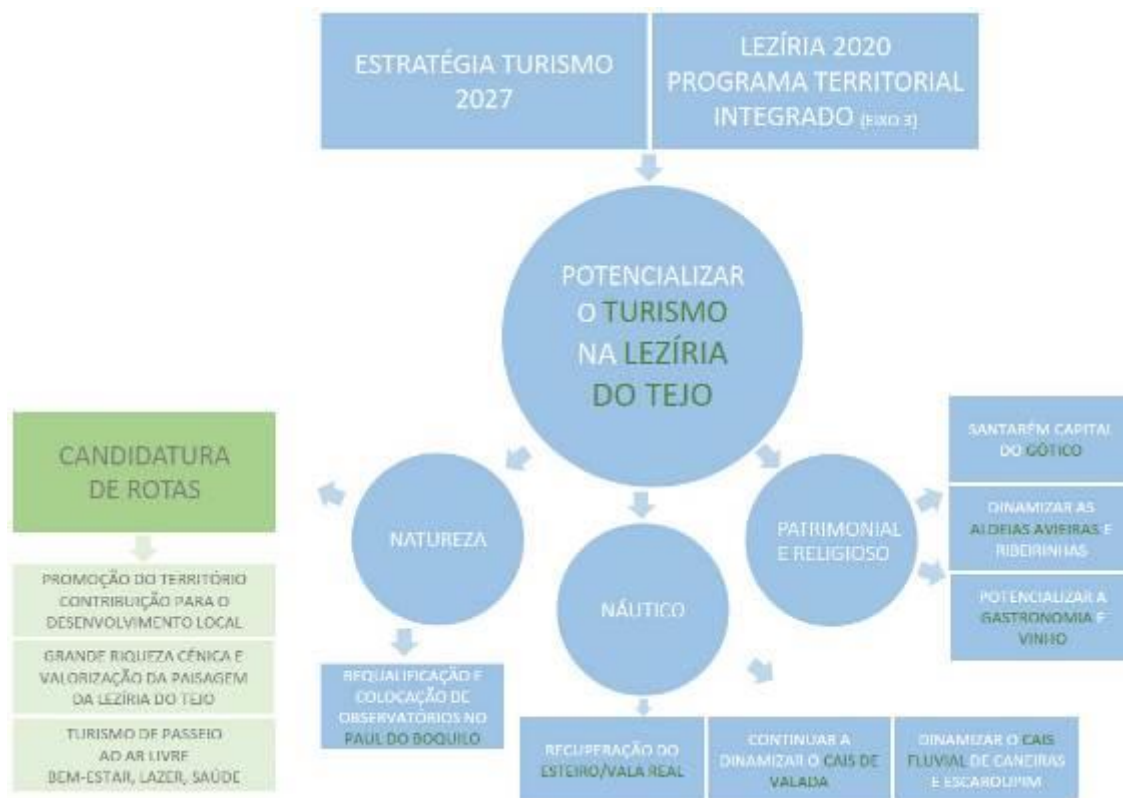 ESTRATÉGIA TURISMO
2027
LEZÍRIA 2020
PROGRAMA TERRITORIAL
INTEGRADO (EIXO 3)
POTENCIALIZAR
O TURISMO
NA LEZÍRIA
DO TEJO
CANDIDATURA
DE ROTAS
PROMOÇÃO DO TERRITÓRIO
CONTRIBUIÇÃO PARA O
DESENVOLVIMENTO LOCAL
GRANDE RIQUEZA CÉNICA E
VALORIZAÇÃO DA PAISAGEM
DA LEZÍRIA DO TEJO
TURISMO DE PASSEIO
AO AR LIVRE
BEM-ESTAR, LAZER, SAÚDE
NATUREZA
REQUALIFICAÇÃO E
COLOCAÇÃO DE
OBSERVATÓRIOS NO
PAUL DO BOQUILO
NÁUTICO
RECUPERAÇÃO DO
ESTEIRO/VALA REAL
CONTINUAR A
DINAMIZAR O CAIS DE
VALADA
DINAMIZAR O CAIS
FLUVIAL DE CANEIRAS
E ESCAROUPIM
PATRIMONIAL
E RELIGIOSO
SANTARÉM CAPITAL
DO GÓTICO
DINAMIZAR AS
ALDEIAS AVIEIRAS E
RIBEIRINHAS
POTENCIALIZAR A
GASTRONOMIA E
VINHO